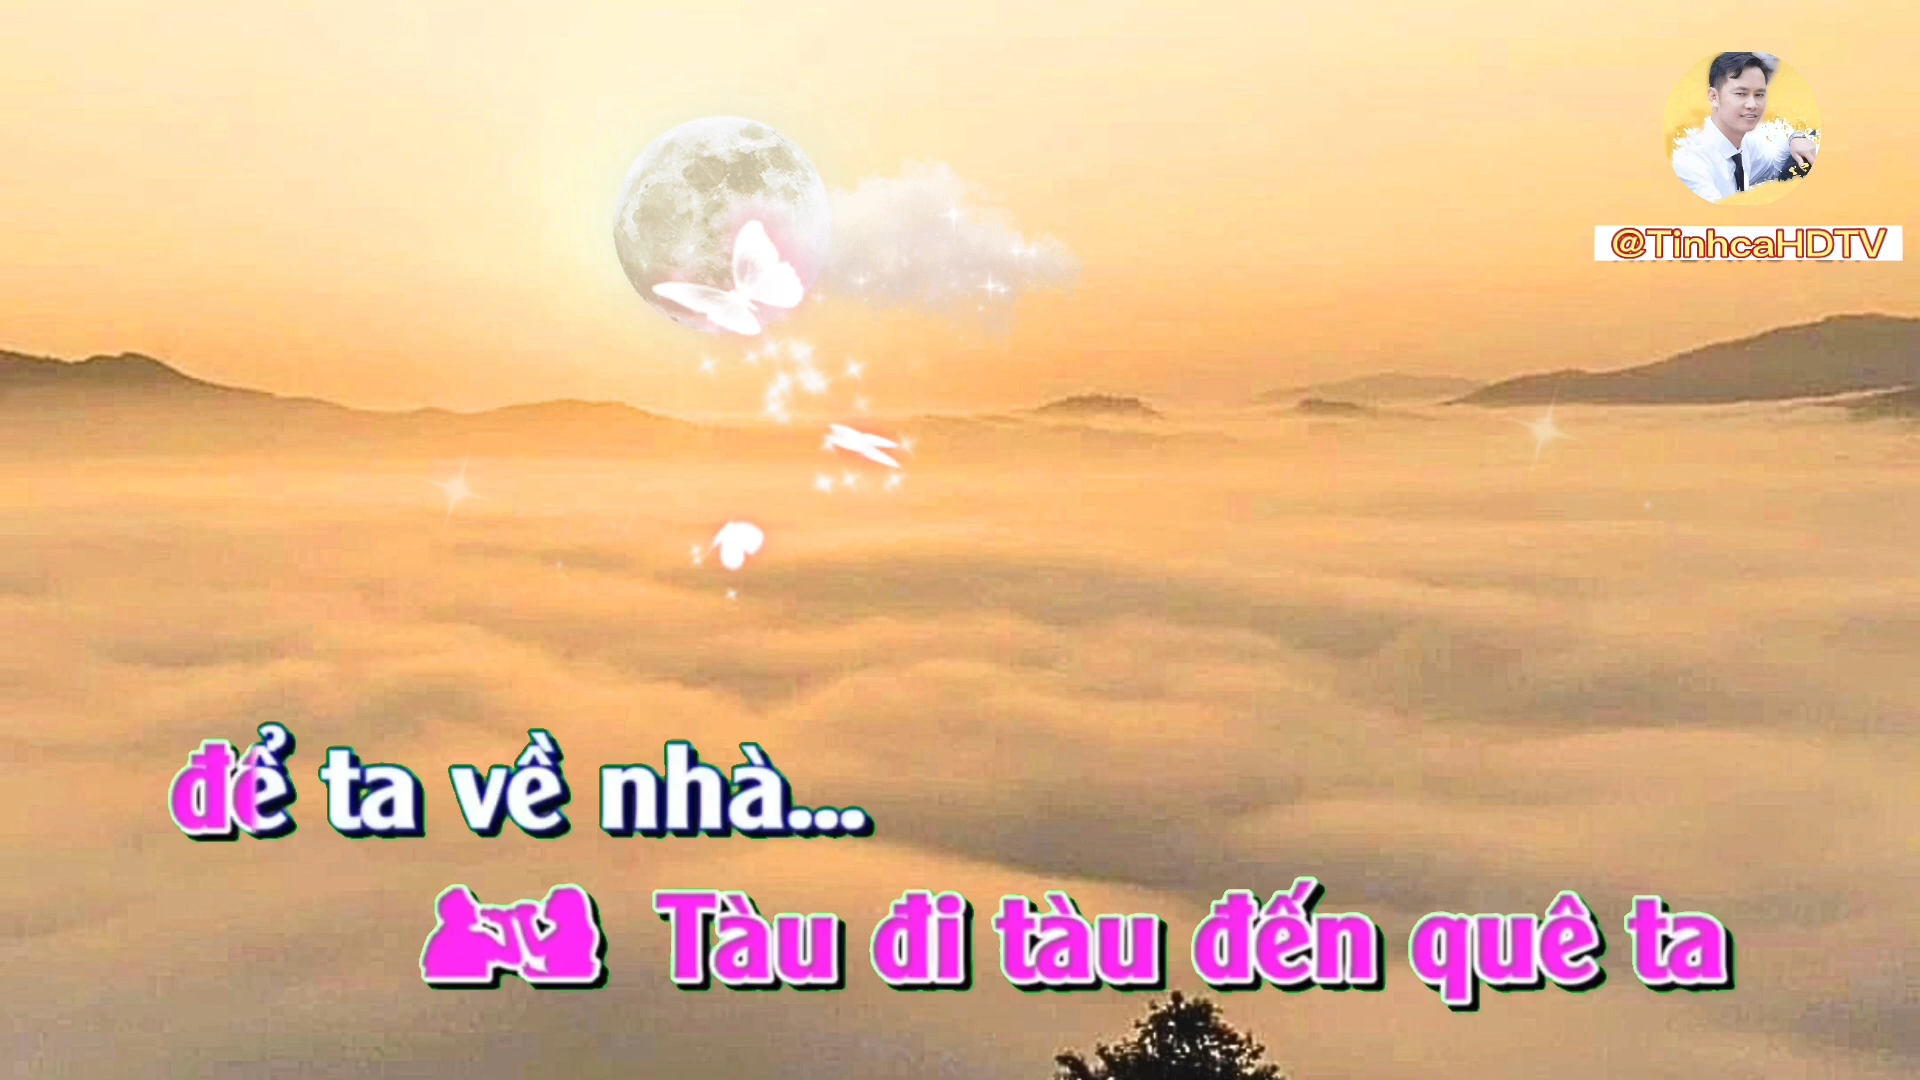 @TinhcaHDTV
để ta về nhà...
Tàu đi tàu đến quê ta